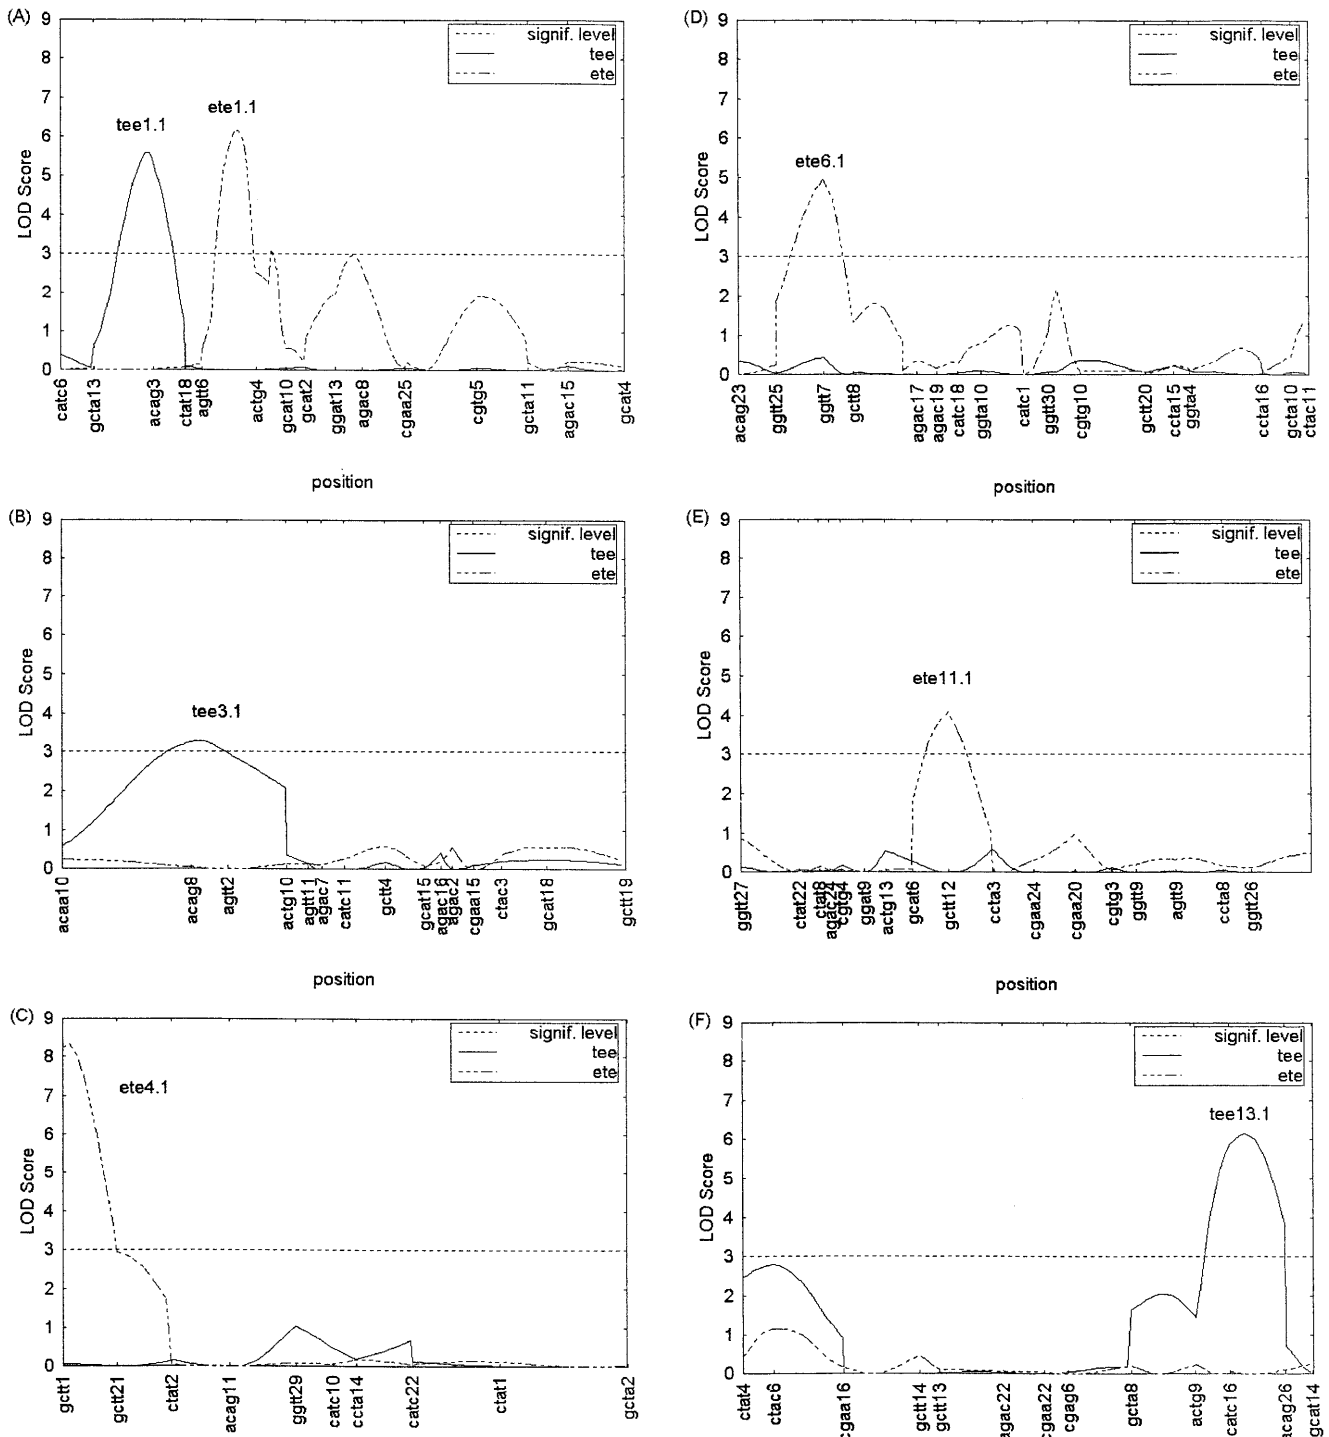 (A)
9
8
7
6
5
4
3
2
1
0
LOD Score
signif. level
tee
ete
tee1.1
ete1.1
catc6
gcta13
acag3
ctat18
agtt6
actg4
gcat10
gcat2
ggat13
agac8
cgaa25
cgtg5
gcta11
agac15
gcat4
position
(D)
9
8
7
6
5
4
3
2
1
0
LOD Score
signif. level
tee
ete
ete6.1
acag23
ggtt25
ggtt7
gctt8
agac17
agac19
catc18
ggta10
catc1
ggtt30
cgtg10
gctt20
ccta15
ggta4
ccta16
gcta10
ctac11
position
(B)
9
8
7
6
5
4
3
2
1
0
LOD Score
signif. level
tee
ete
tee3.1
acaa10
acag8
agtt2
actg10
agtt11
agac7
catc11
gctt4
gcat15
agac16
agac2
cgaa15
ctac3
gcat18
gctt19
position
(E)
9
8
7
6
5
4
3
2
1
0
LOD Score
signif. level
tee
ete
ete11.1
ggtt27
ctat22
ctat8
agac24
cgtg4
ggat9
actg13
gcat6
gctt12
ccta3
cgaa24
cgaa20
cgtg3
ggtt9
agtt9
ccta8
ggtt26
position
(C)
9
8
7
6
5
4
3
2
1
0
LOD Score
signif. level
tee
ete
ete4.1
gctt1
gctt21
ctat2
acag11
ggtt29
catc10
ccta14
catc22
ctat1
gcta2
(F)
9
8
7
6
5
4
3
2
1
0
LOD Score
signif. level
tee
ete
tee13.1
ctat4
ctac6
cgaa16
gctt14
gctt13
agac22
cgaa22
cgag6
gcta8
actg9
catc16
acag26
gcat14